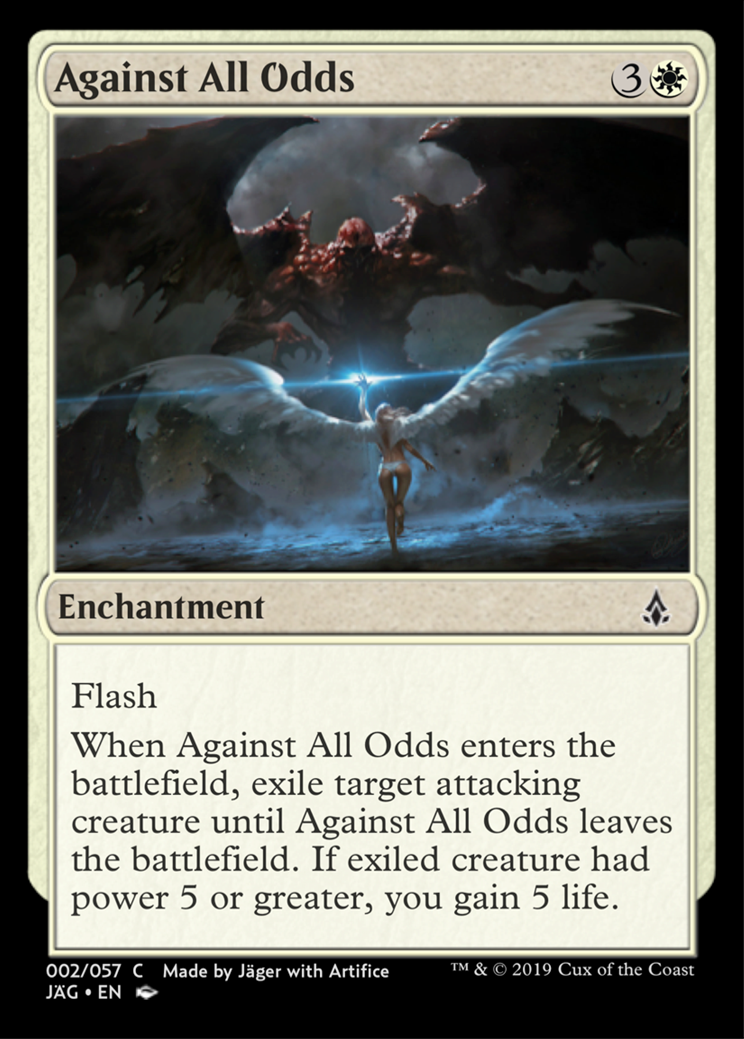 Against All Odds 3
Enchantment
Flash
When Against All Odds enters the
battlefield, exile target attacking
creature until Against All Odds leaves
the battlefield. If exiled creature had
power 5 or greater, you gain 5 life.
002/057 C Made by Jäger with Artifice ™ & © 2019 Cux of the Coast
JÄG • EN